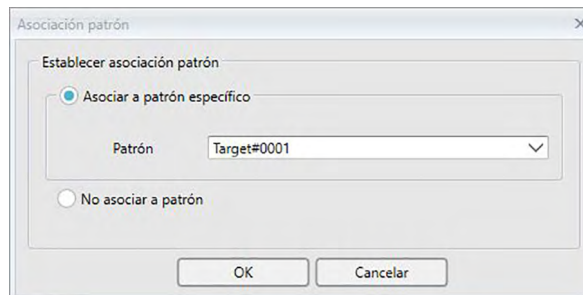 Asociación patrón
Establecer asociación patrón
Asociar a patrón específico
Patrón
Target#0001
No asociar a patrón
OK
Cancelar